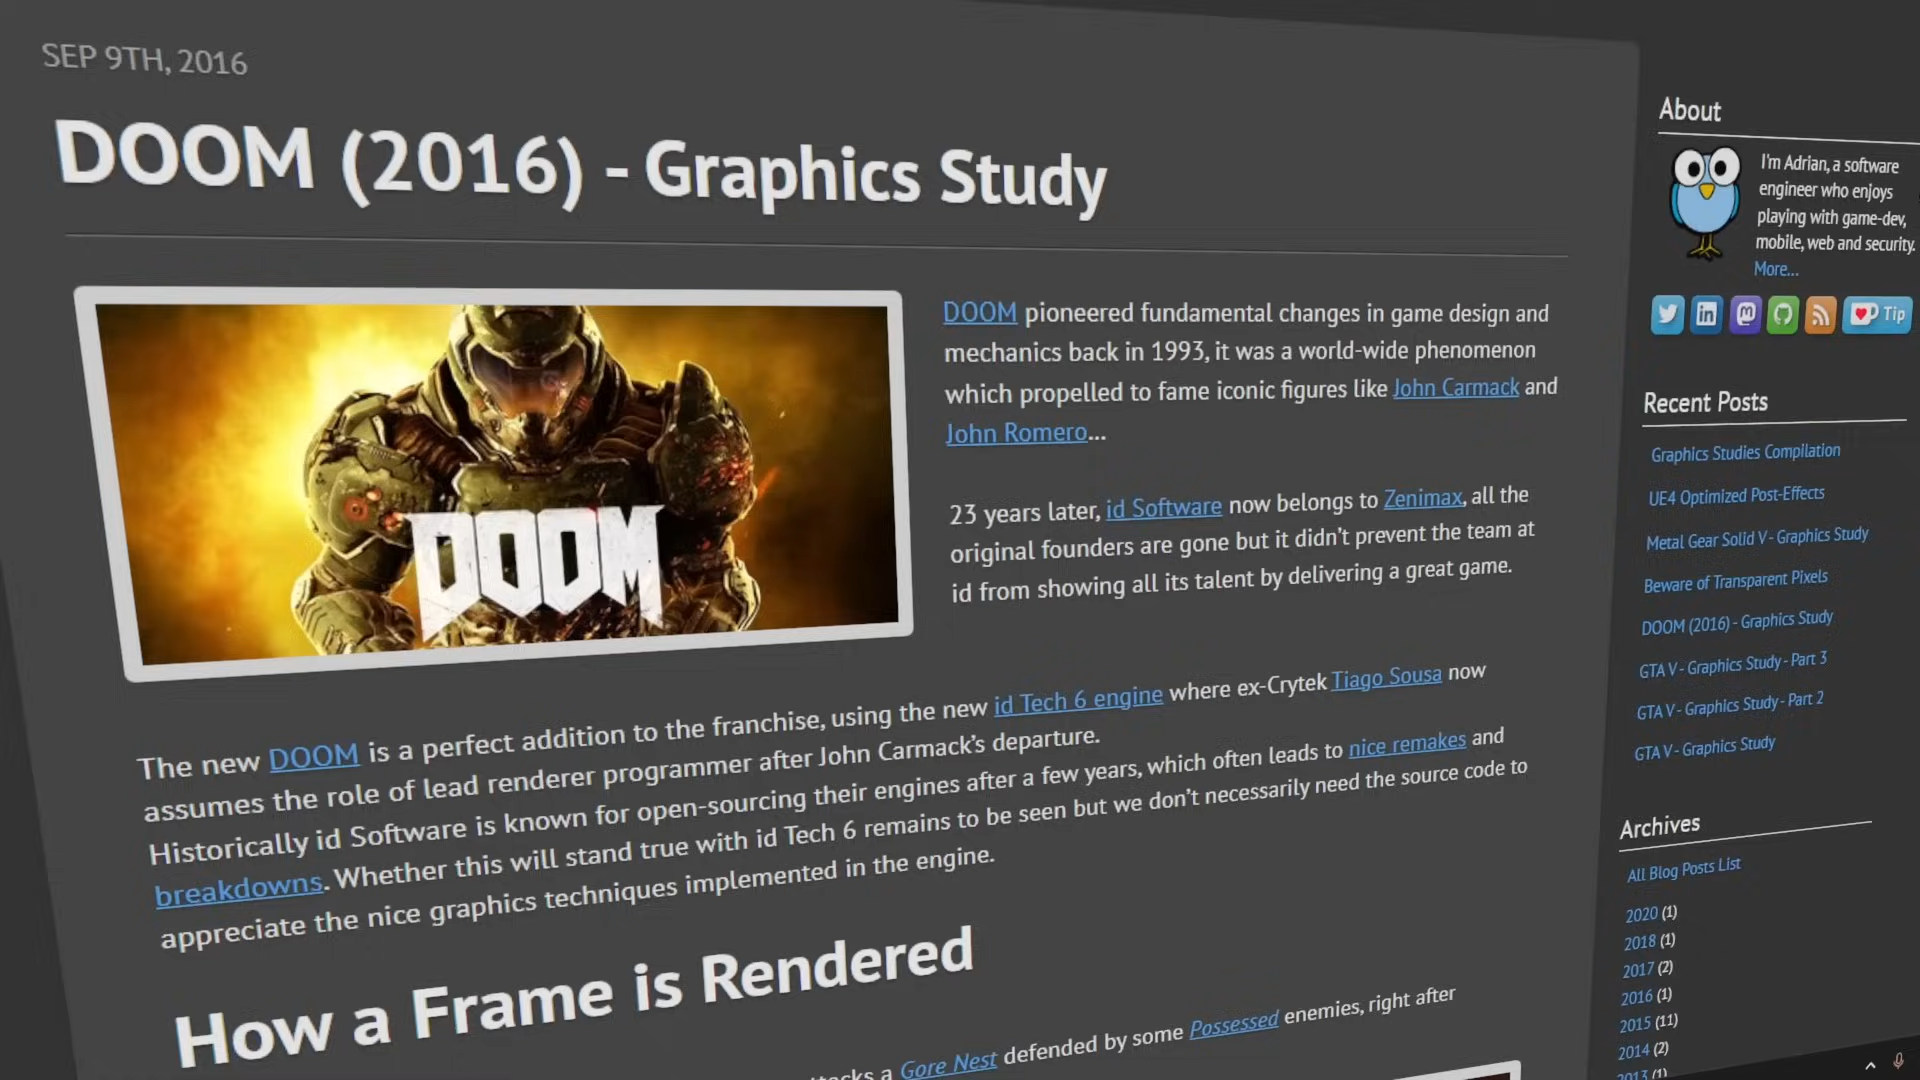 SEP 9TH, 2016
DOOM (2016) - Graphics Study
DOOM
DOOM pioneered fundamental changes in game design and
mechanics back in 1993, it was a world-wide phenomenon
which propelled to fame iconic figures like John Carmack and
John Romero...
23 years later, id Software now belongs to Zenimax, all the
original founders are gone but it didn't prevent the team at
id from showing all its talent by delivering a great game.
The new DOOM is a perfect addition to the franchise, using the new id Tech 6 engine where ex-Crytek Tiago Sousa now
assumes the role of lead renderer programmer after John Carmack's departure.
Historically id Software is known for open-sourcing their engines after a few years, which often leads to nice remakes and
breakdowns. Whether this will stand true with id Tech 6 remains to be seen but we don't necessarily need the source code to
appreciate the nice graphics techniques implemented in the engine.
How a Frame is Rendered
a Gore Nest defended by some Possessed enemies, right after
About
I'm Adrian, a software
engineer who enjoys
playing with game-dev,
mobile, web and security.
More...
Tip
Recent Posts
Graphics Studies Compilation
UE4 Optimized Post-Effects
Metal Gear Solid V - Graphics Study
Beware of Transparent Pixels
DOOM (2016) - Graphics Study
GTA V - Graphics Study - Part 3
GTA V - Graphics Study - Part 2
GTA V - Graphics Study
Archives
All Blog Posts List
2020 (1)
2018 (1)
2017 (2)
2016 (1)
2015 (11)
2014 (2)
2013 (1)